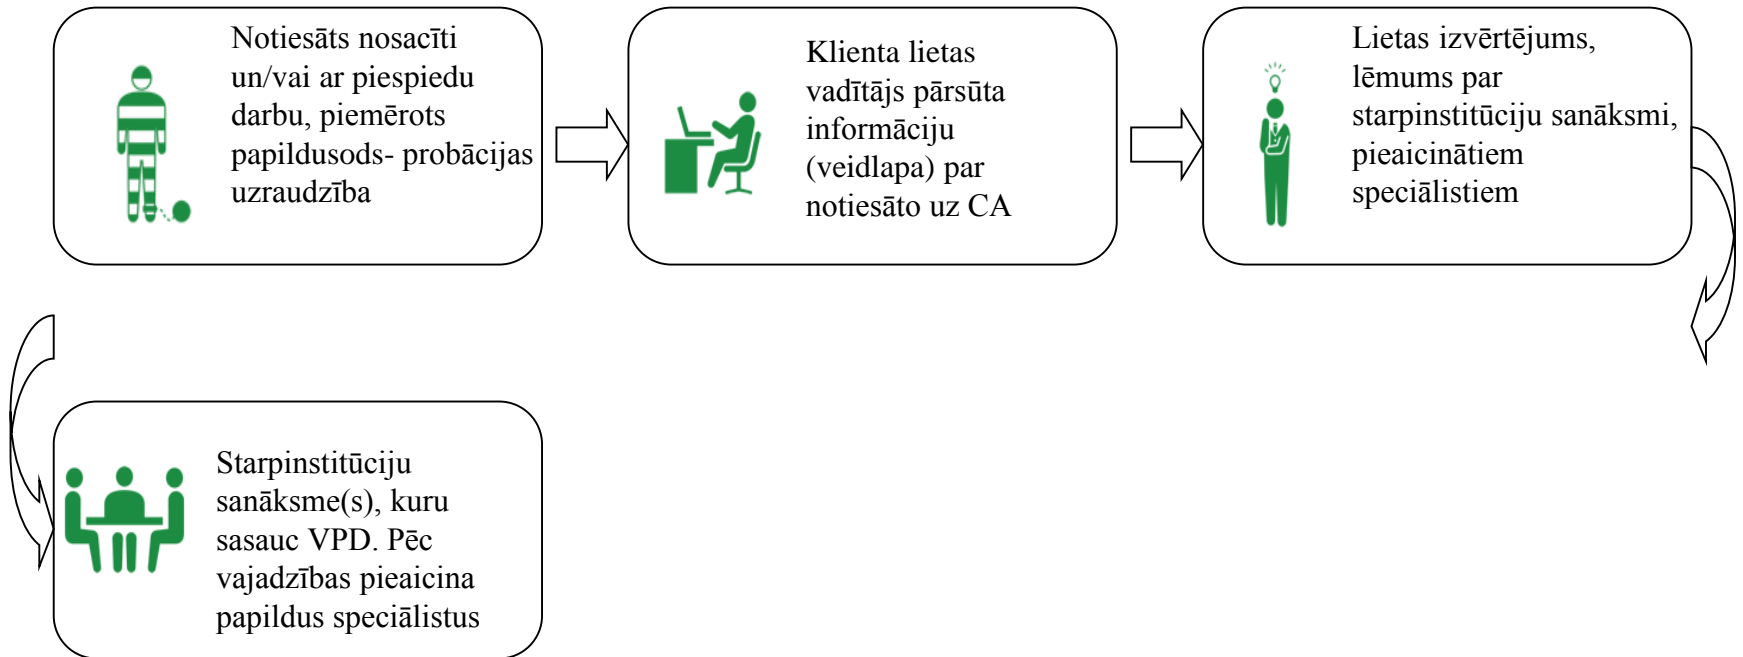 Notiesāts nosacīti
un/vai ar piespiedu
darbu, piemērots
papildusods- probācijas
uzraudzība
Klienta lietas
vadītājs pārsūta
informāciju
(veidlapa) par
notiesāto uz CA
Lietas izvērtējums,
lēmums par
starpinstitūciju sanāksmi,
pieaicinātiem
speciālistiem
Starpinstitūciju
sanāksme(s), kuru
sasauc VPD. Pēc
vajadzības pieaicina
papildus speciālistus